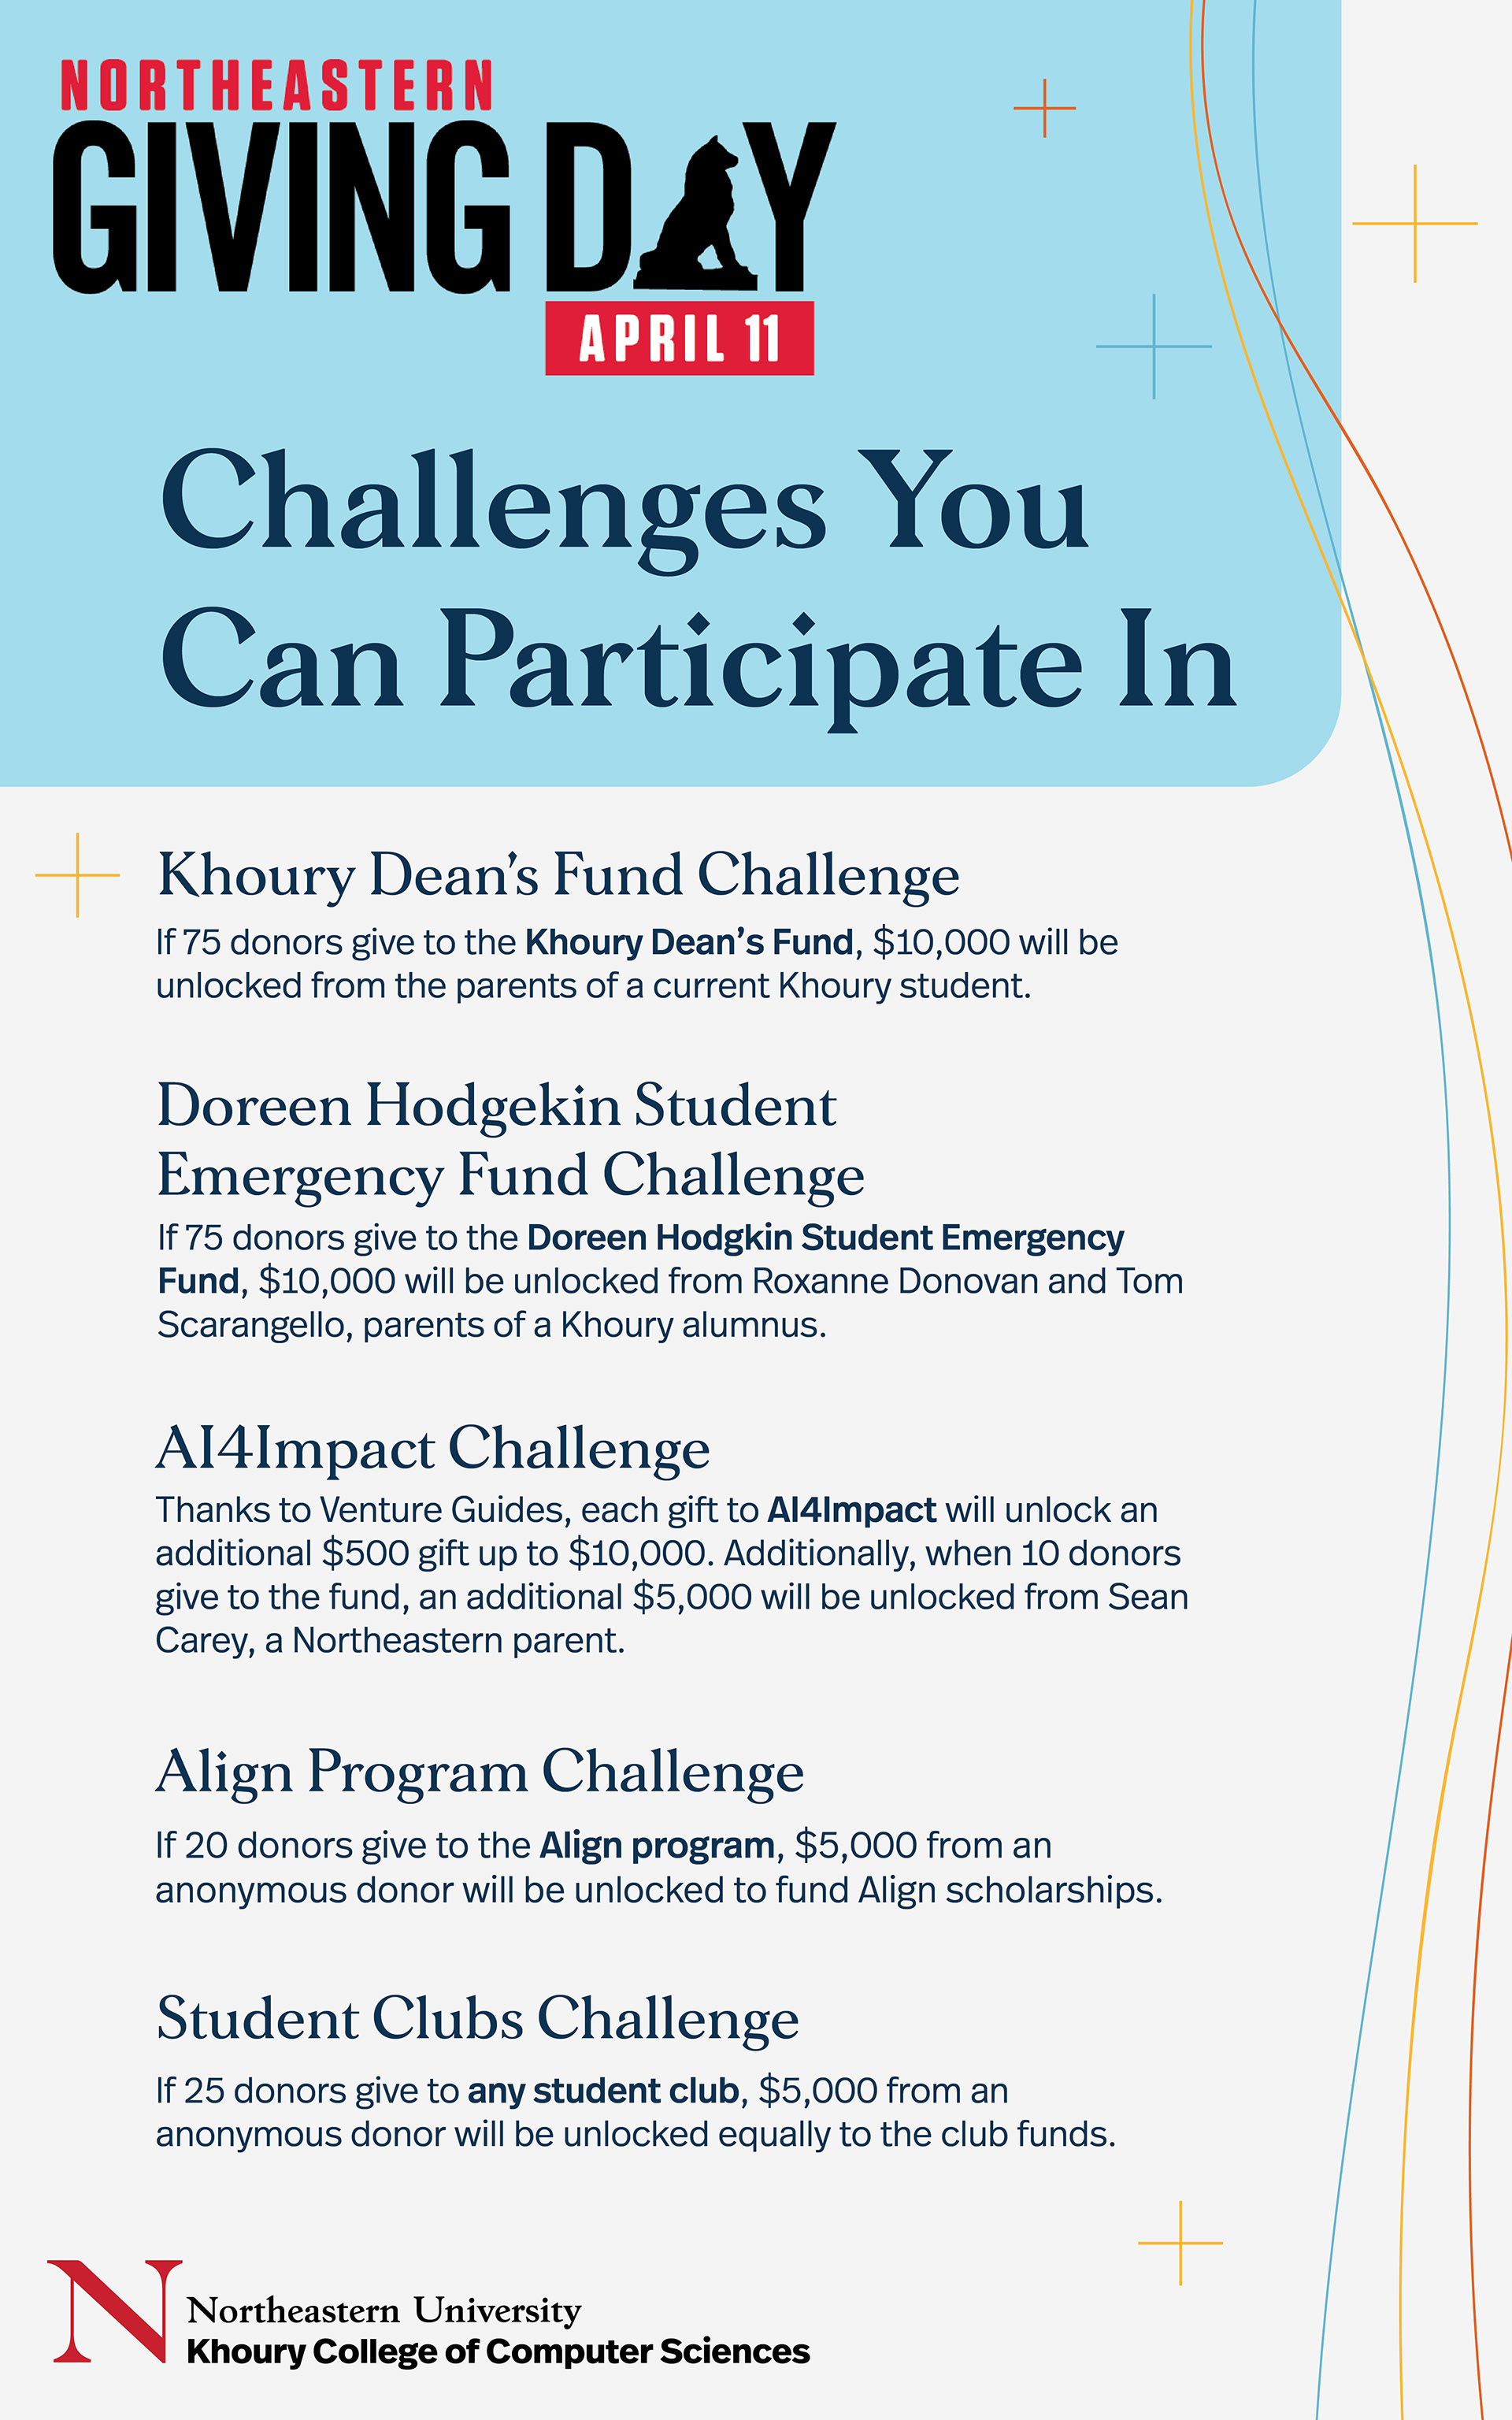 NORTHEASTERN
GIVING DAY
APRIL 11
Challenges You
Can Participate In
Khoury Dean’s Fund Challenge
If 75 donors give to the Khoury Dean’s Fund, $10,000 will be
unlocked from the parents of a current Khoury student.
Doreen Hodgekin Student
Emergency Fund Challenge
If 75 donors give to the Doreen Hodgkin Student Emergency
Fund, $10,000 will be unlocked from Roxanne Donovan and Tom
Scarangello, parents of a Khoury alumnus.
AI4Impact Challenge
Thanks to Venture Guides, each gift to AI4Impact will unlock an
additional $500 gift up to $10,000. Additionally, when 10 donors
give to the fund, an additional $5,000 will be unlocked from Sean
Carey, a Northeastern parent.
Align Program Challenge
If 20 donors give to the Align program, $5,000 from an
anonymous donor will be unlocked to fund Align scholarships.
Student Clubs Challenge
If 25 donors give to any student club, $5,000 from an
anonymous donor will be unlocked equally to the club funds.
N
Northeastern University
Khoury College of Computer Sciences